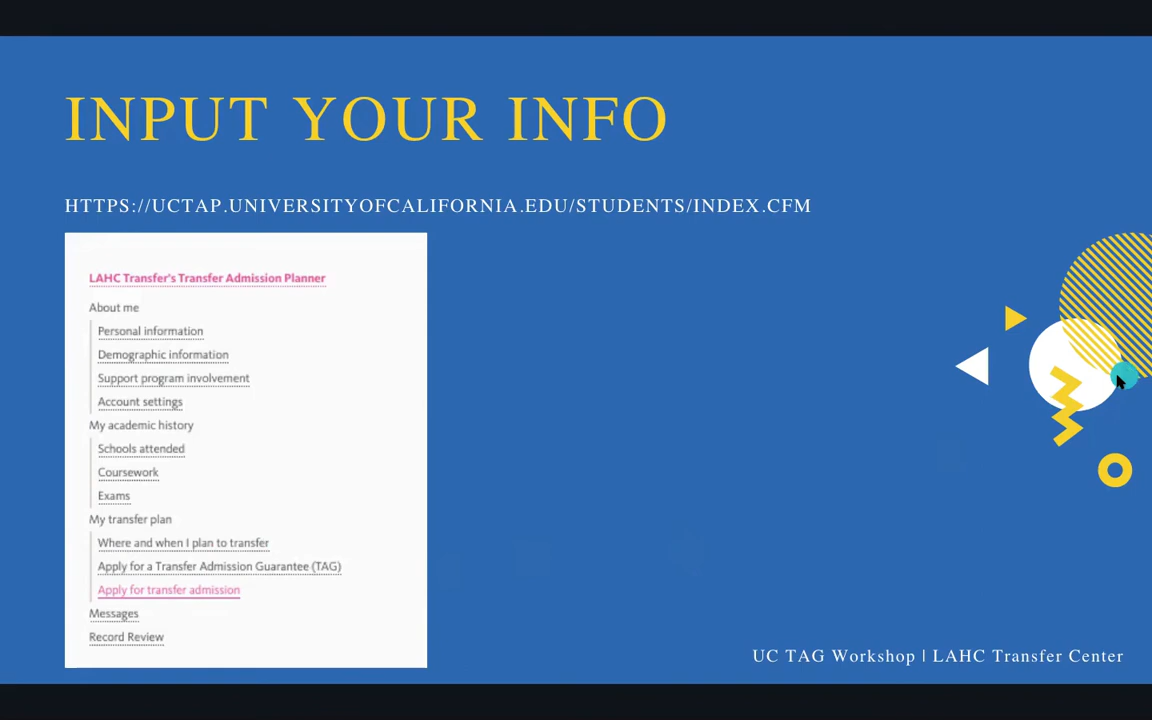 INPUT YOUR INFO
HTTPS://UCTAP.UNIVERSITYOFCALIFORNIA.EDU/STUDENTS/INDEX.CFM
LAHC Transfer's Transfer Admission Planner
About me
Personal information
Demographic information
Support program involvement
Account settings
My academic history
Schools attended
Coursework
Exams
My transfer plan
Where and when I plan to transfer
Apply for a Transfer Admission Guarantee (TAG)
Apply for transfer admission
Messages
Record Review
UC TAG Workshop | LAHC Transfer Center